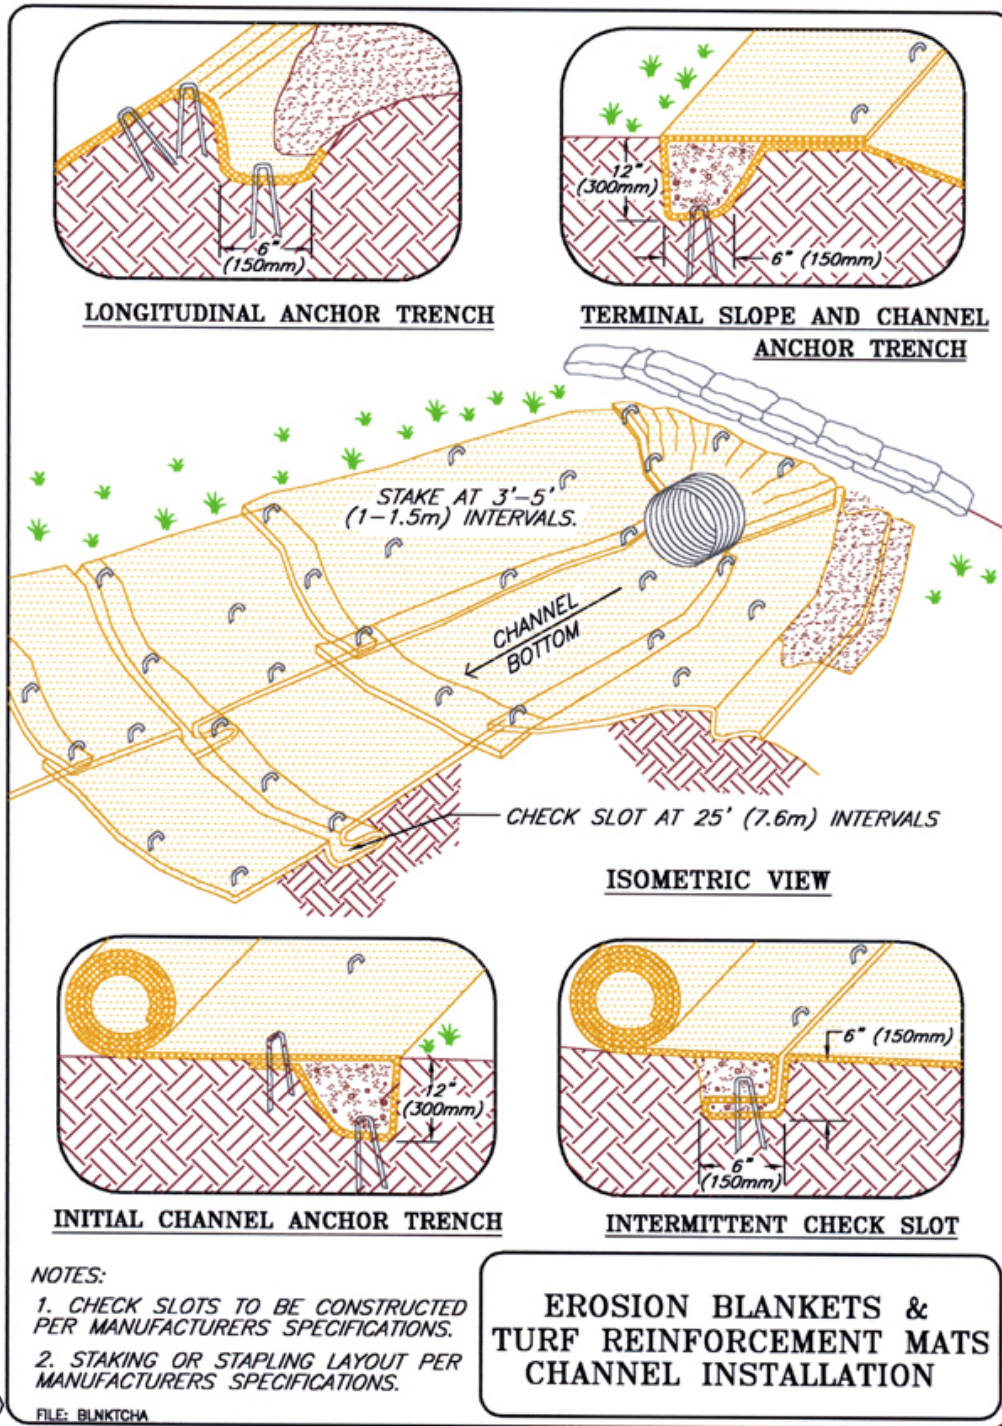 6"
(150mm)
LONGITUDINAL ANCHOR TRENCH
12"
(300mm)
6" (150mm)
TERMINAL SLOPE AND CHANNEL
ANCHOR TRENCH
STAKE AT 3'-5'
(1-1.5m) INTERVALS.
CHANNEL
BOTTOM
CHECK SLOT AT 25' (7.6m) INTERVALS
ISOMETRIC VIEW
12"
(300mm)
INITIAL CHANNEL ANCHOR TRENCH
6" (150mm)
6"
(150mm)
INTERMITTENT CHECK SLOT
NOTES:
1. CHECK SLOTS TO BE CONSTRUCTED
PER MANUFACTURERS SPECIFICATIONS.
2. STAKING OR STAPLING LAYOUT PER
MANUFACTURERS SPECIFICATIONS.
FILE: BLNKTCHA
EROSION BLANKETS &
TURF REINFORCEMENT MATS
CHANNEL INSTALLATION